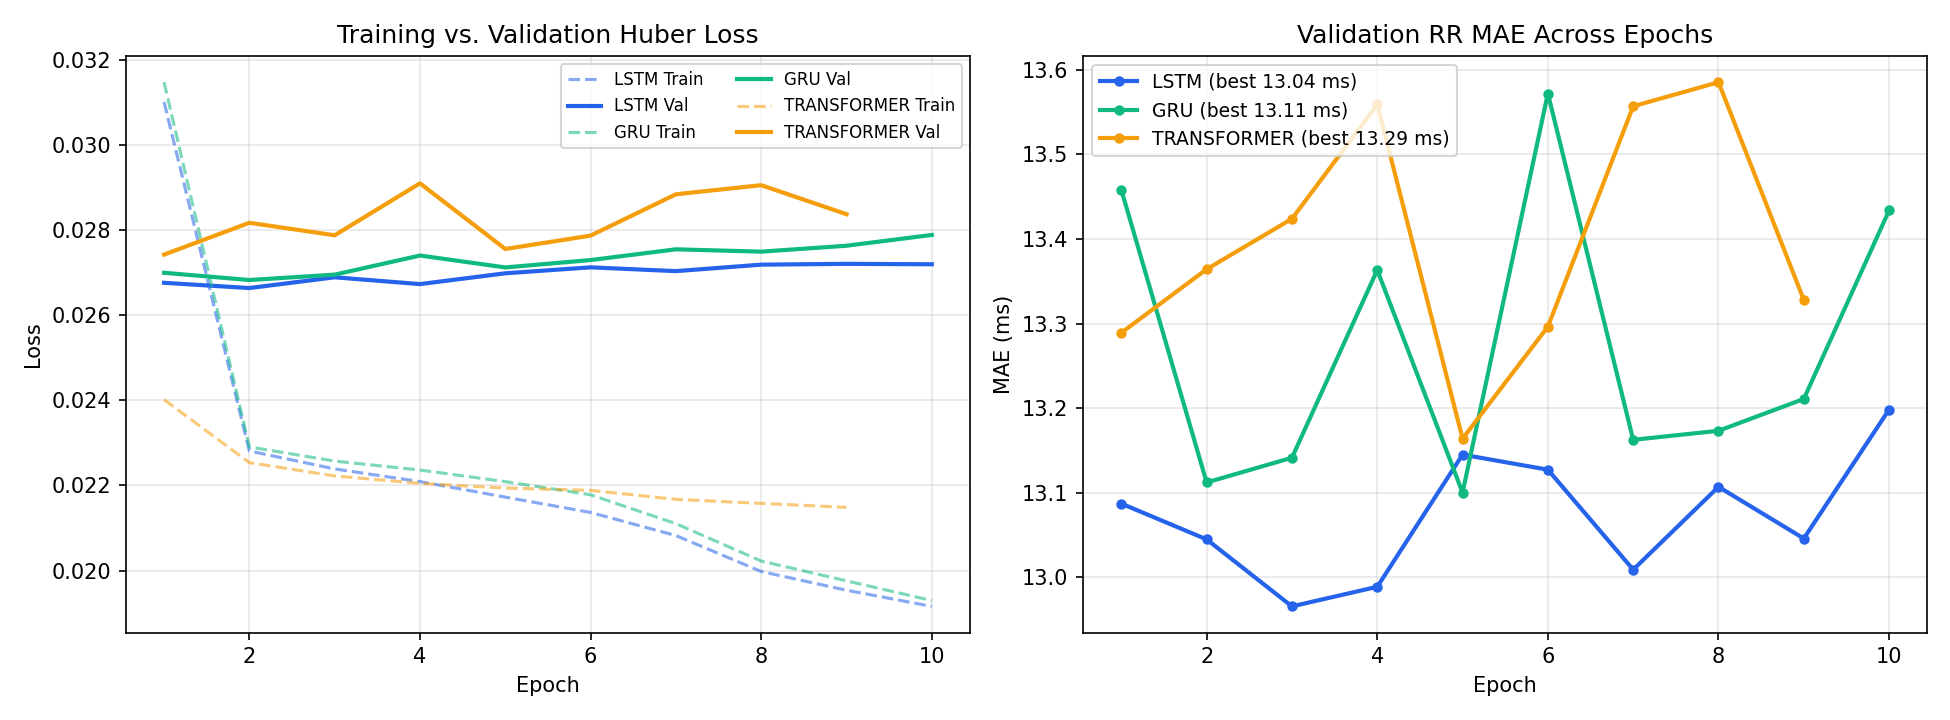 Training vs. Validation Huber Loss
0.032
0.030
0.028
0.026
0.024
0.022
0.020
Loss
LSTM Train
LSTM Val
GRU Train
GRU Val
TRANSFORMER Train
TRANSFORMER Val
2
4
6
8
10
Epoch
Validation RR MAE Across Epochs
13.6
13.5
13.4
13.3
13.2
13.1
13.0
MAE (ms)
LSTM (best 13.04 ms)
GRU (best 13.11 ms)
TRANSFORMER (best 13.29 ms)
2
4
6
8
10
Epoch